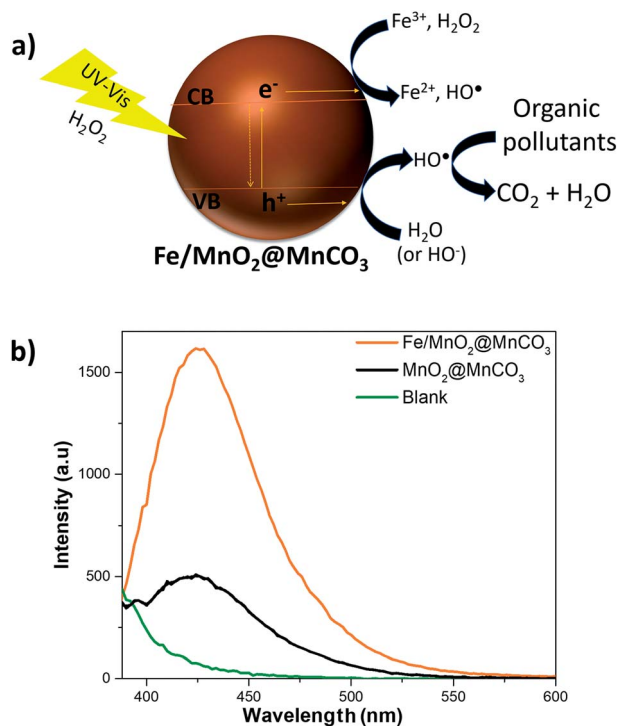 a)
UV-Vis
H₂O₂
CB
e⁻
VB
h⁺
Fe/MnO₂@MnCO₃
Fe³⁺, H₂O₂
Fe²⁺, HO•
HO•
H₂O
(or HO⁻)
Organic
pollutants
CO₂ + H₂O
b)
Fe/MnO₂@MnCO₃
MnO₂@MnCO₃
Blank
Intensity (a.u)
1500
1000
500
0
400
450
500
550
600
Wavelength (nm)